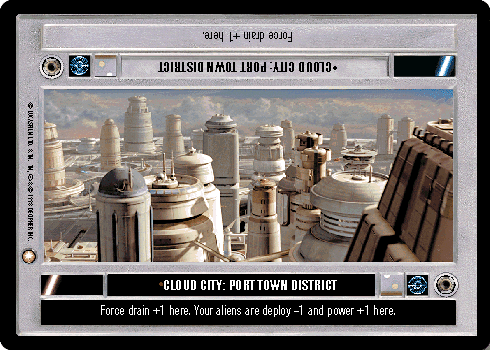 Force drain +1 here.
•CLOUD CITY: PORT TOWN DISTRICT
•CLOUD CITY: PORT TOWN DISTRICT
Force drain +1 here. Your aliens are deploy –1 and power +1 here.